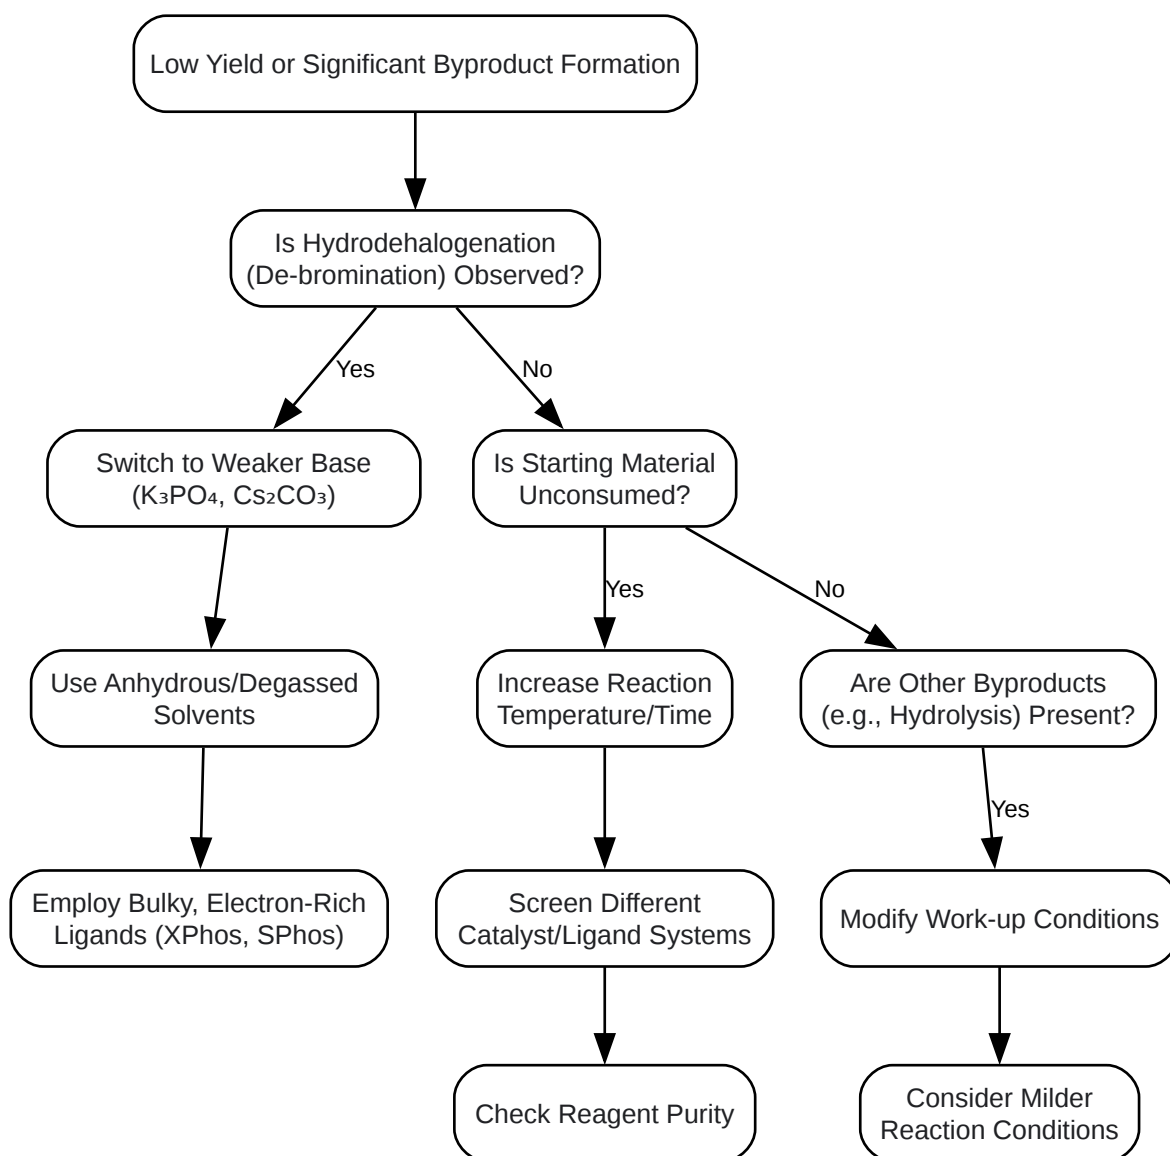 Low Yield or Significant Byproduct Formation
Is Hydrodehalogenation
(De-bromination) Observed?
Yes
No
Switch to Weaker Base
(K₃PO₄, Cs₂CO₃)
Is Starting Material
Unconsumed?
Yes
No
Use Anhydrous/Degassed
Solvents
Increase Reaction
Temperature/Time
Are Other Byproducts
(e.g., Hydrolysis) Present?
Yes
Employ Bulky, Electron-Rich
Ligands (XPhos, SPhos)
Screen Different
Catalyst/Ligand Systems
Modify Work-up Conditions
Check Reagent Purity
Consider Milder
Reaction Conditions